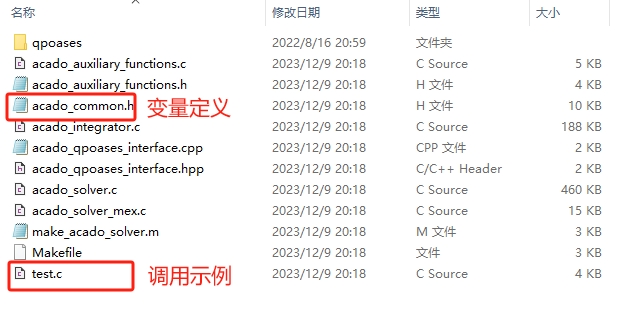 名称 修改日期 类型 大小
qpoases 2022/8/16 20:59 文件夹
acado_auxiliary_functions.c 2023/12/9 20:18 C Source 5 KB
acado_auxiliary_functions.h 2023/12/9 20:18 H 文件 4 KB
acado_common.h 变量定义 2023/12/9 20:18 H 文件 10 KB
acado_integrator.c 2023/12/9 20:18 C Source 188 KB
acado_qpoases_interface.cpp 2023/12/9 20:18 CPP 文件 2 KB
acado_qpoases_interface.hpp 2023/12/9 20:18 C/C++ Header 2 KB
acado_solver.c 2023/12/9 20:18 C Source 460 KB
acado_solver_mex.c 2023/12/9 20:18 C Source 15 KB
make_acado_solver.m 2023/12/9 20:18 M 文件 3 KB
Makefile 2023/12/9 20:18 文件 3 KB
test.c 调用示例 2023/12/9 20:18 C Source 4 KB